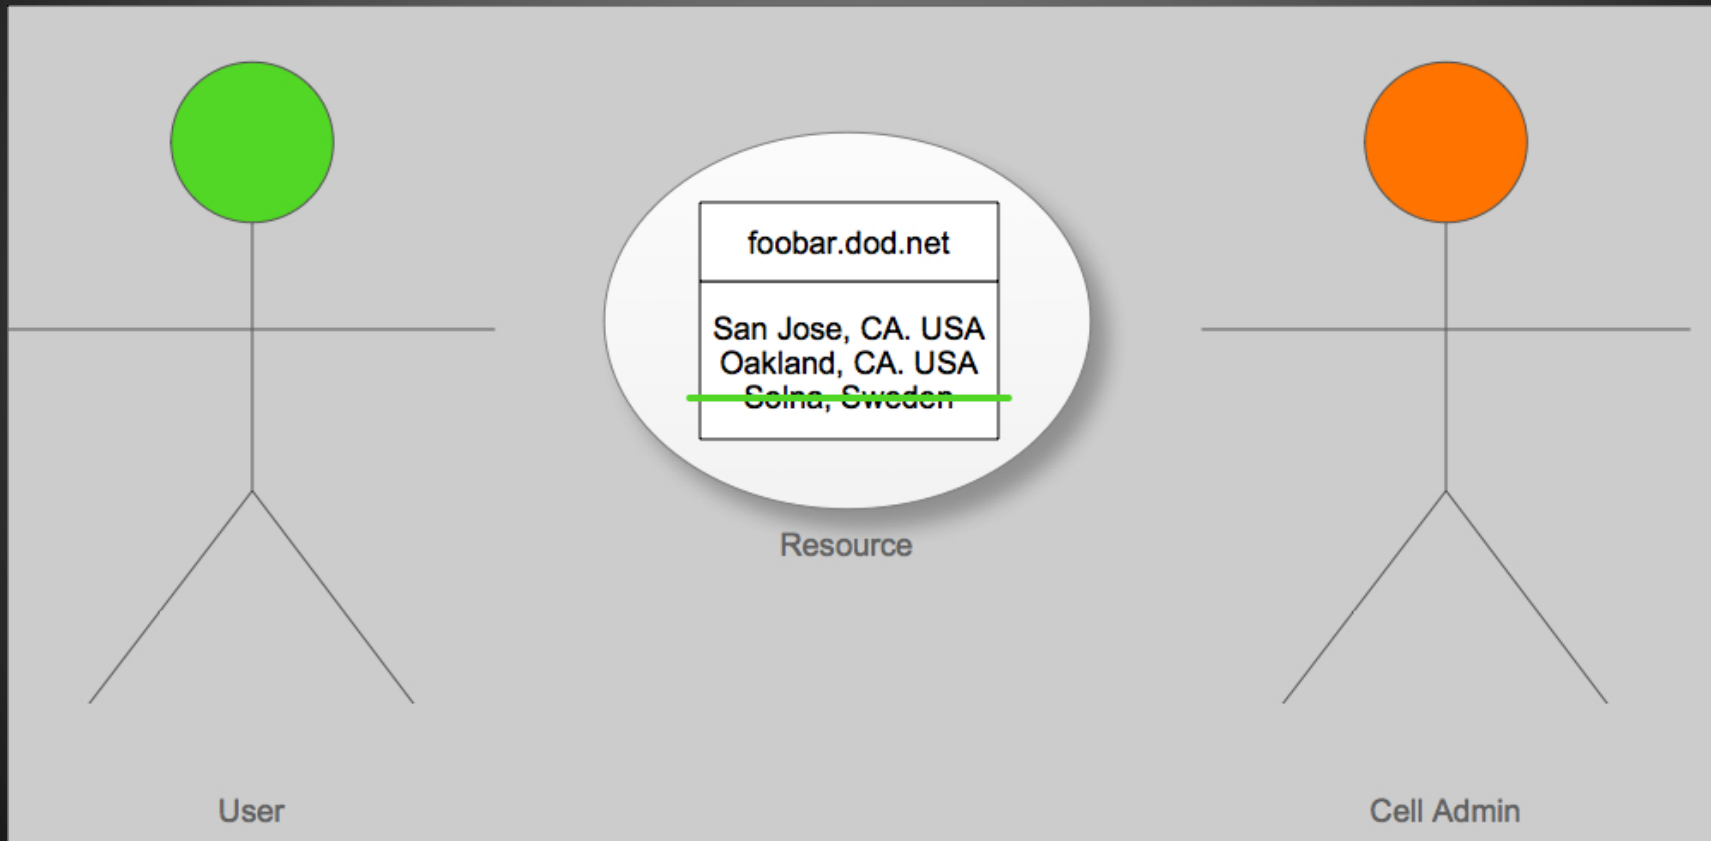 foobar.dod.net
San Jose, CA. USA
Oakland, CA. USA
Solna, Sweden
Resource
User
Cell Admin